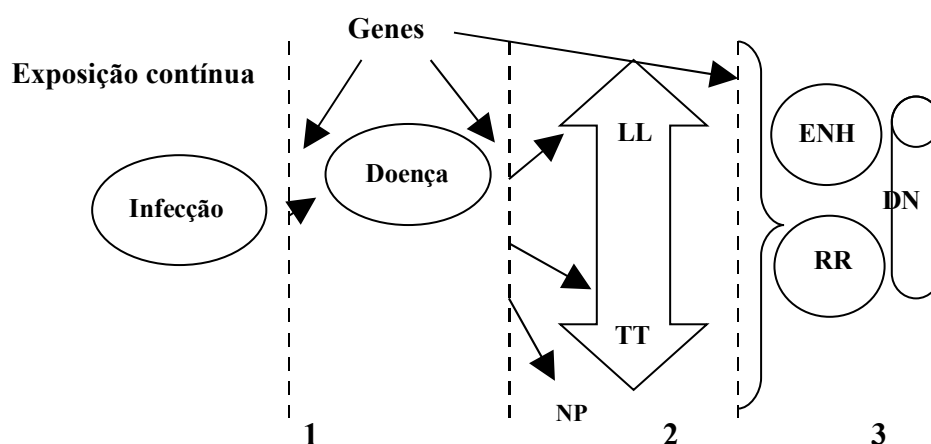 Genes
Exposição contínua
Infecção
Doença
LL
TT
NP
ENH
RR
DN
1
2
3